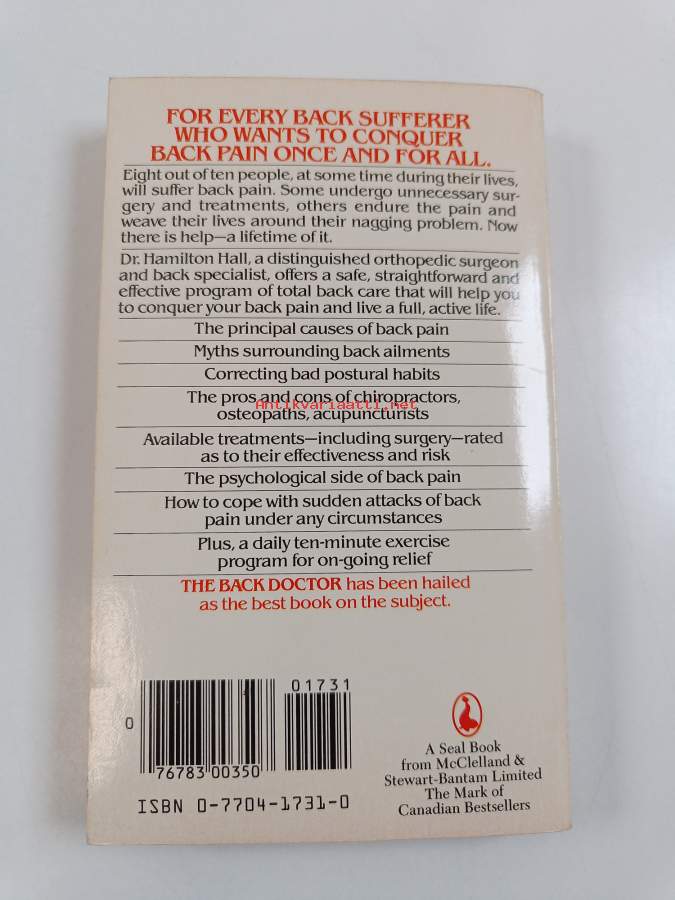 FOR EVERY BACK SUFFERER
WHO WANTS TO CONQUER
BACK PAIN ONCE AND FOR ALL.
Eight out of ten people, at some time during their lives,
will suffer back pain. Some undergo unnecessary sur-
gery and treatments, others endure the pain and
weave their lives around their nagging problem. Now
there is help—a lifetime of it.
Dr. Hamilton Hall, a distinguished orthopedic surgeon
and back specialist, offers a safe, straightforward and
effective program of total back care that will help you
to conquer your back pain and live a full, active life.
The principal causes of back pain
Myths surrounding back ailments
Correcting bad postural habits
The pros and cons of chiropractors,
Antikvariaatti.net
osteopaths, acupuncturists
Available treatments—including surgery—rated
as to their effectiveness and risk
The psychological side of back pain
How to cope with sudden attacks of back
pain under any circumstances
Plus, a daily ten-minute exercise
program for on-going relief
THE BACK DOCTOR has been hailed
as the best book on the subject.
01731
0
76783 00350
ISBN 0-7704-1731-0
A Seal Book
from McClelland &
Stewart-Bantam Limited
The Mark of
Canadian Bestsellers